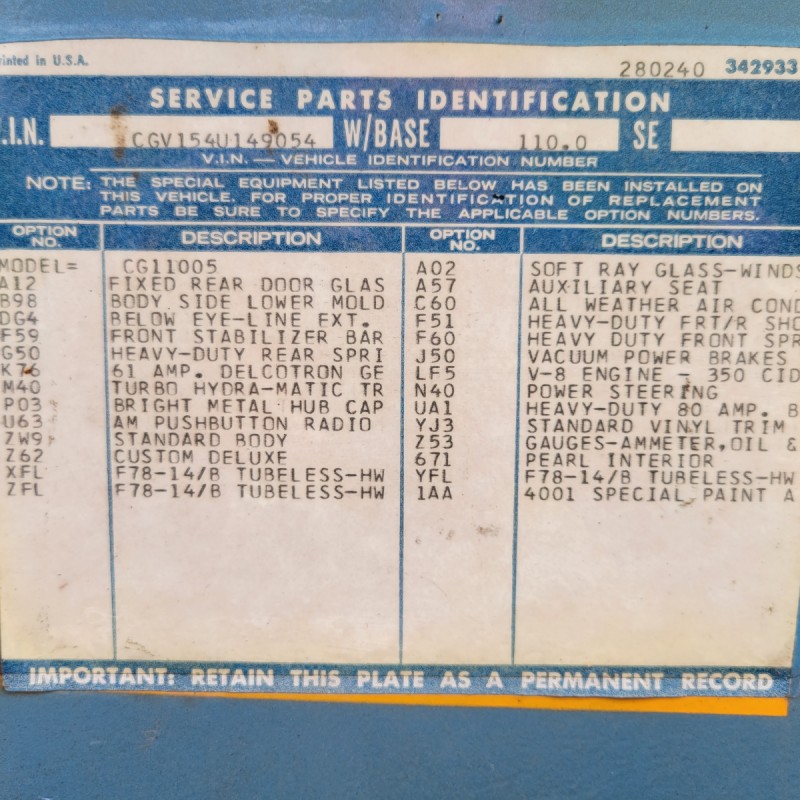 Printed in U.S.A.
280240 342933
SERVICE PARTS IDENTIFICATION
.I.N. CGV154U149054 W/BASE 110.0 SE
V.I.N. — VEHICLE IDENTIFICATION NUMBER
NOTE: THE SPECIAL EQUIPMENT LISTED BELOW HAS BEEN INSTALLED ON
THIS VEHICLE. FOR PROPER IDENTIFICATION OF REPLACEMENT
PARTS BE SURE TO SPECIFY THE APPLICABLE OPTION NUMBERS.
OPTION NO. DESCRIPTION OPTION NO. DESCRIPTION
MODEL= CG11005
A12 FIXED REAR DOOR GLAS
B98 BODY SIDE LOWER MOLD
DG4 BELOW EYE-LINE EXT.
F59 FRONT STABILIZER BAR
G50 HEAVY-DUTY REAR SPRI
K76 61 AMP. DELCOTRON GE
M40 TURBO HYDRA-MATIC TR
P03 BRIGHT METAL HUB CAP
U63 AM PUSHBUTTON RADIO
ZW9 STANDARD BODY
Z62 CUSTOM DELUXE
XFL F78-14/B TUBELESS-HW
ZFL F78-14/B TUBELESS-HW
A02 SOFT RAY GLASS-WINDS
A57 AUXILIARY SEAT
C60 ALL WEATHER AIR COND
F51 HEAVY-DUTY FRT/R SHO
F60 HEAVY DUTY FRONT SPR
J50 VACUUM POWER BRAKES
LF5 V-8 ENGINE - 350 CID
N40 POWER STEERING
UA1 HEAVY-DUTY 80 AMP. B
YJ3 STANDARD VINYL TRIM
Z53 GAUGES-AMMETER,OIL &
671 PEARL INTERIOR
YFL F78-14/B TUBELESS-HW
1AA 4001 SPECIAL PAINT A
IMPORTANT: RETAIN THIS PLATE AS A PERMANENT RECORD